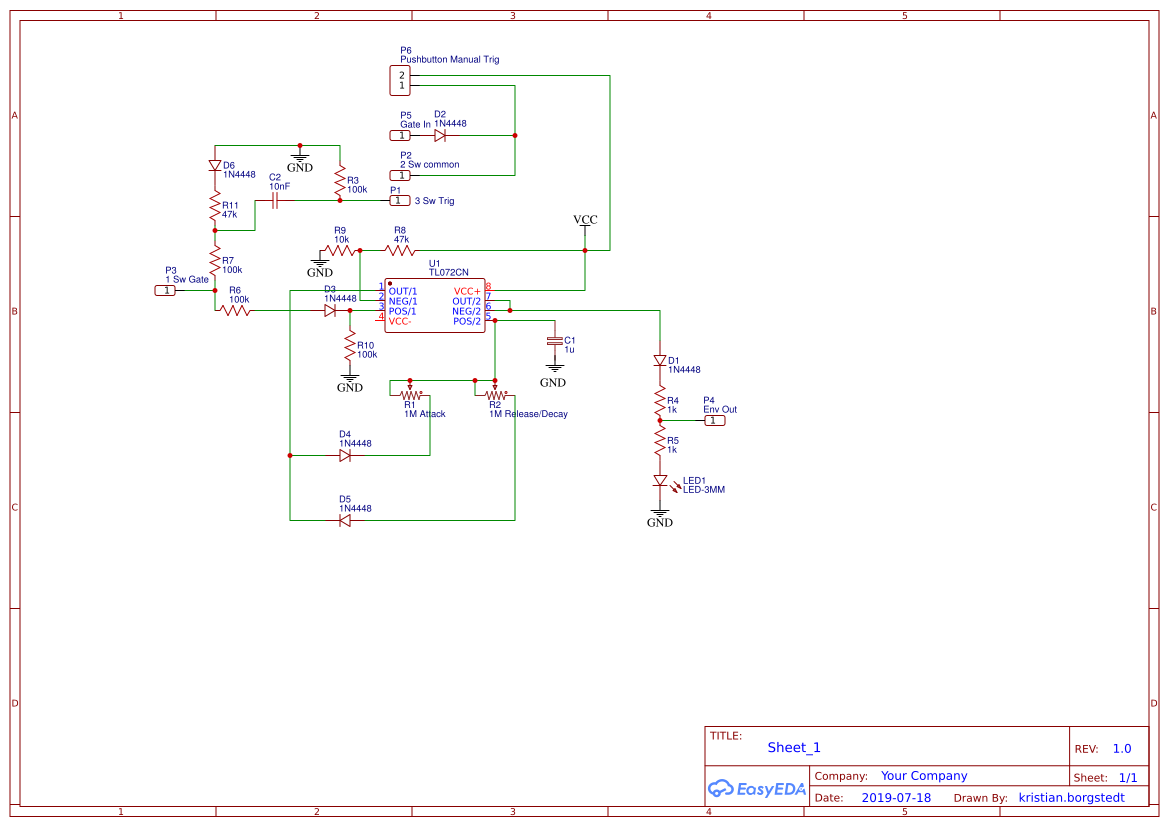 1 2 3 4 5
A A
B B
C C
D D
1 2 3 4 5
P6
Pushbutton Manual Trig
2
1
P5
Gate In
1
D2
1N4448
P2
2 Sw common
1
P1
1
3 Sw Trig
GND
D6
1N4448
C2
10nF
R3
100k
R11
47k
R7
100k
P3
1 Sw Gate
1
R6
100k
R9
10k
R8
47k
GND
VCC
U1
TL072CN
D3
1N4448
1 OUT/1
2 NEG/1
3 POS/1
4 VCC-
VCC+ 8
OUT/2 7
NEG/2 6
POS/2 5
R10
100k
GND
C1
1u
GND
R1
1M Attack
R2
1M Release/Decay
D4
1N4448
D5
1N4448
D1
1N4448
R4
1k
P4
Env Out
1
R5
1k
LED1
LED-3MM
GND
TITLE:
Sheet_1
REV: 1.0
EasyEDA
Company: Your Company
Sheet: 1/1
Date: 2019-07-18 Drawn By: kristian.borgstedt